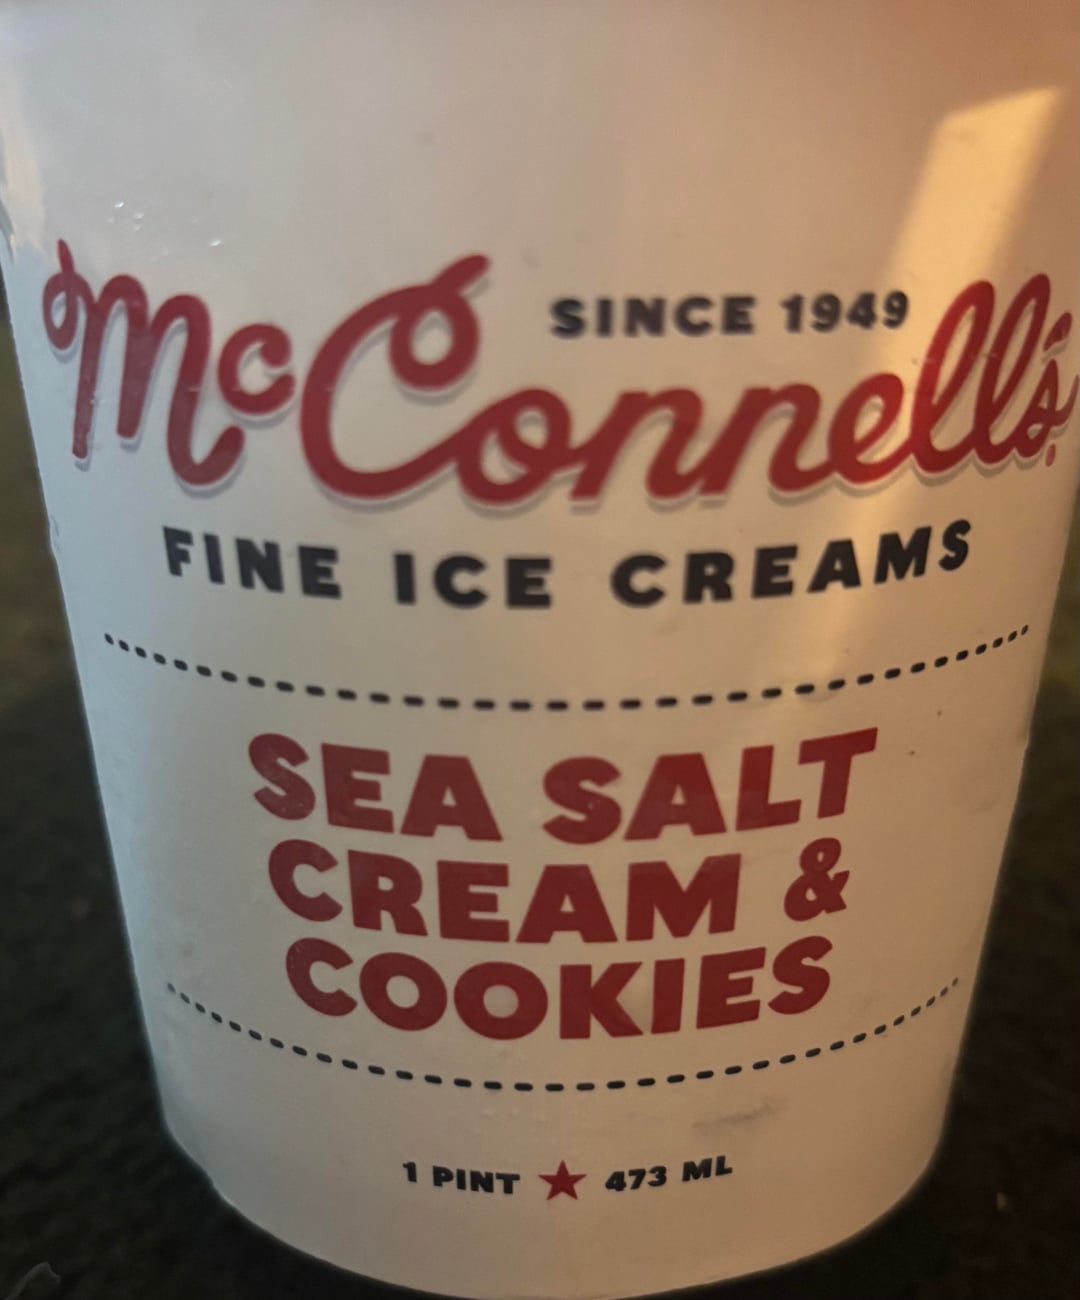 SINCE 1949
McConnell's
FINE ICE CREAMS
SEA SALT
CREAM &
COOKIES
1 PINT ★ 473 ML